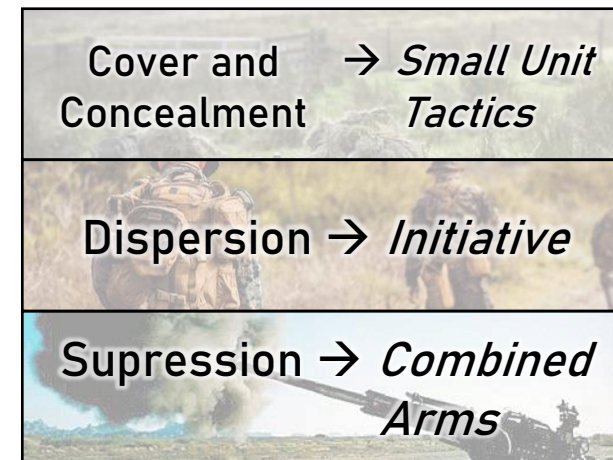 Cover and → Small Unit
Concealment Tactics
Dispersion → Initiative
Supression → Combined
Arms